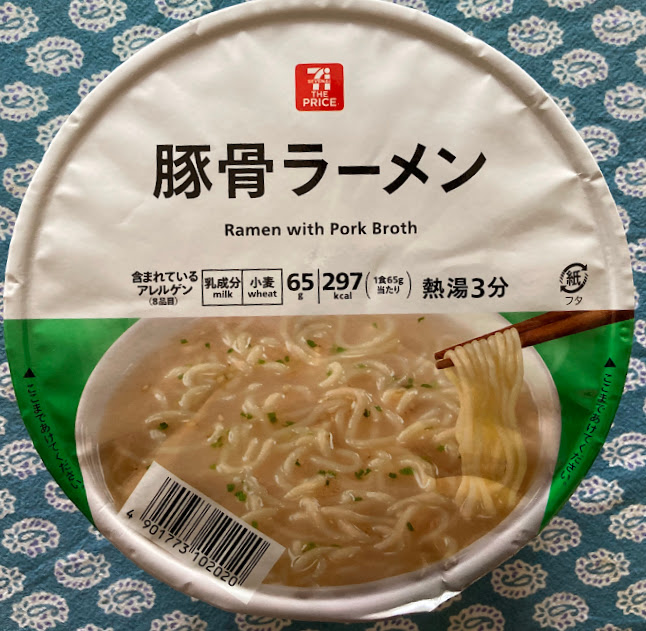 SEVEN&i
THE
PRICE
豚骨ラーメン
Ramen with Pork Broth
含まれている
アレルゲン
(8品目)
乳成分
milk
小麦
wheat
65
g
297
kcal
(1食65g
当たり)
熱湯3分
紙
フタ
ここまであけてください
ここまであけてください
4 901773 102020